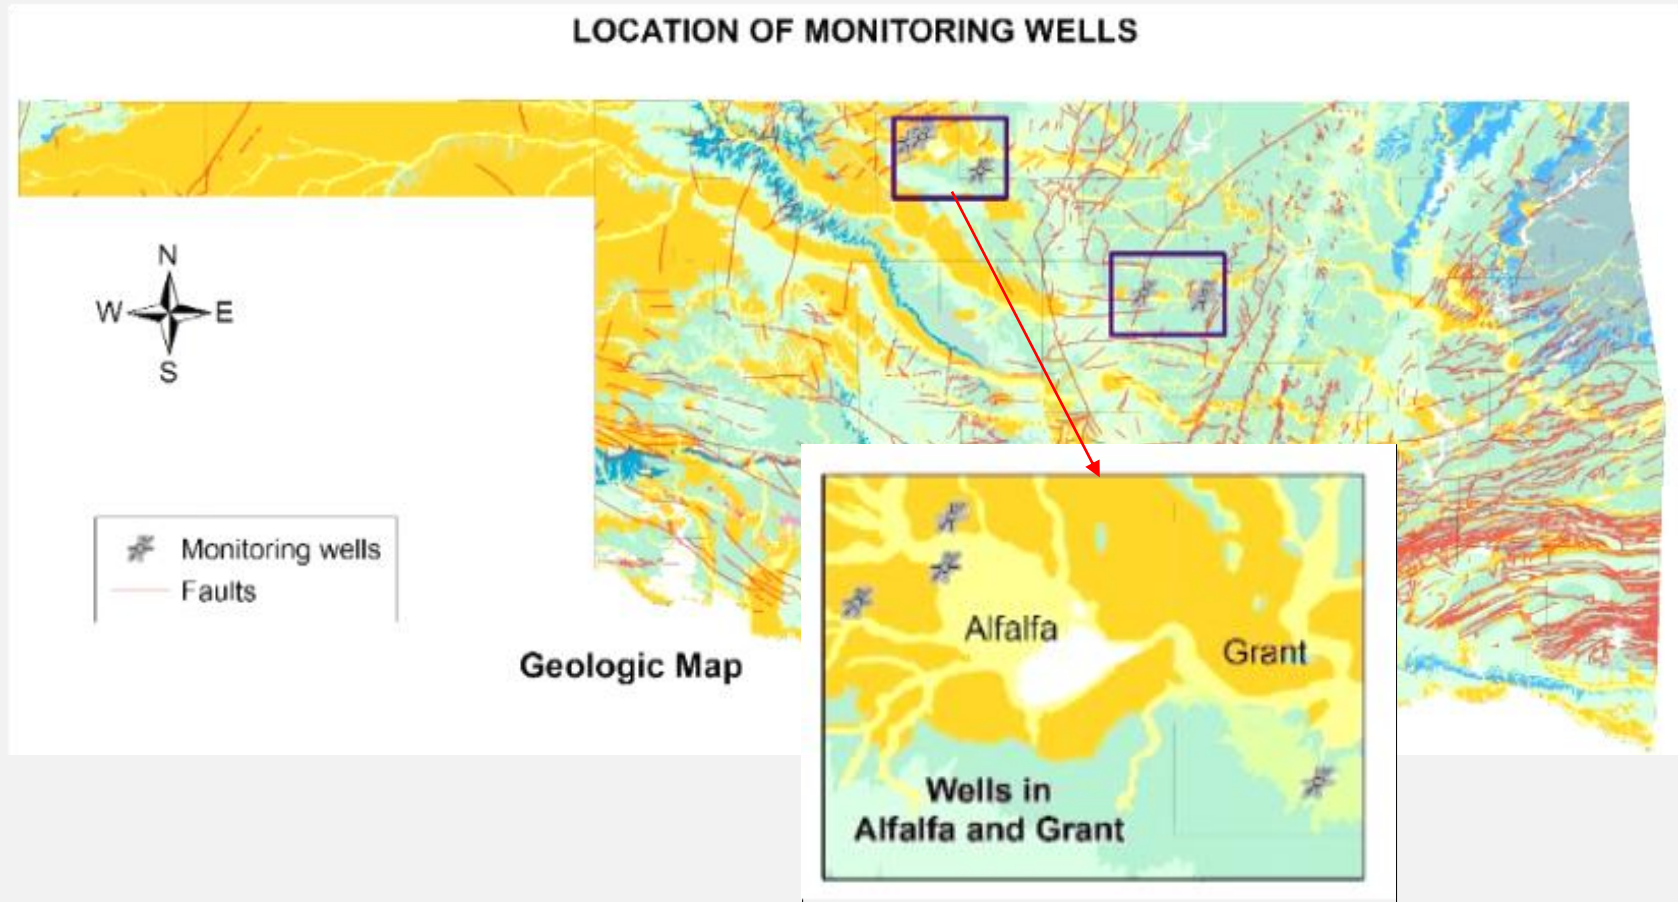 LOCATION OF MONITORING WELLS
N
W E
S
Monitoring wells
Faults
Geologic Map
Alfalfa
Grant
Wells in
Alfalfa and Grant